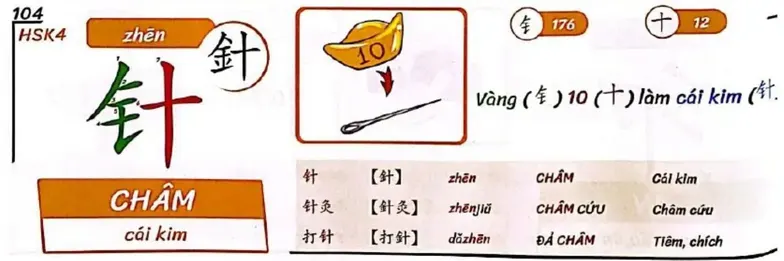 104
HSK4
zhēn
針
针
CHÂM
cái kim
10
钅 176
十 12
Vàng (钅) 10 (十) làm cái kim (针.
针 【針】 zhēn CHÂM Cái kim
针灸 【針灸】 zhēnjiǔ CHÂM CỨU Châm cứu
打针 【打針】 dǎzhēn ĐẢ CHÂM Tiêm, chích